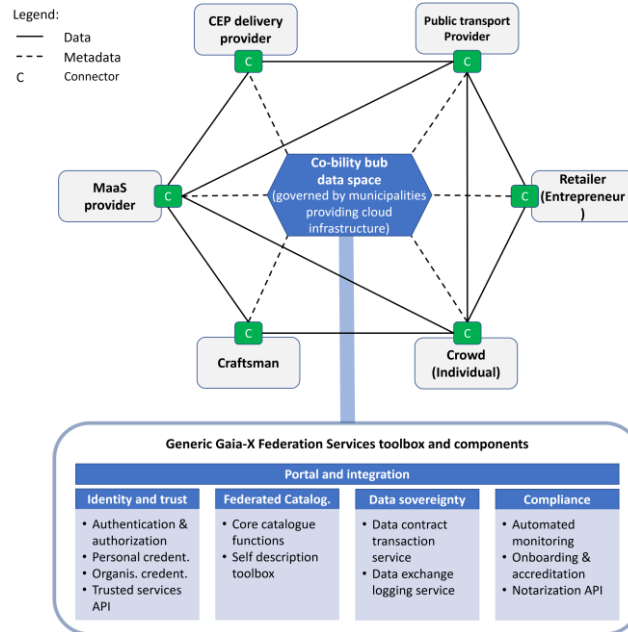 Legend:
Data
Metadata
C Connector
CEP delivery
provider
Public transport
Provider
C
C
Co-bility bub
data space
(governed by municipalities
providing cloud
infrastructure)
MaaS
provider
C
C
Retailer
(Entrepreneur
)
C
C
Craftsman
Crowd
(Individual)
Generic Gaia-X Federation Services toolbox and components
Portal and integration
Identity and trust
• Authentication &
authorization
• Personal credent.
• Organis. credent.
• Trusted services
API
Federated Catalog.
• Core catalogue
functions
• Self description
toolbox
Data sovereignty
• Data contract
transaction
service
• Data exchange
logging service
Compliance
• Automated
monitoring
• Onboarding &
accreditation
• Notarization API